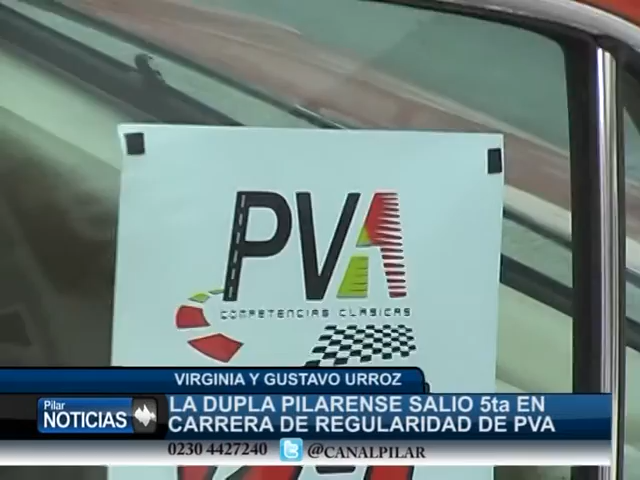 PVA
COMPETENCIAS CLASICAS
VIRGINIA Y GUSTAVO URROZ
Pilar
NOTICIAS
LA DUPLA PILARENSE SALIO 5ta EN
CARRERA DE REGULARIDAD DE PVA
0230 4427240 @CANALPILAR